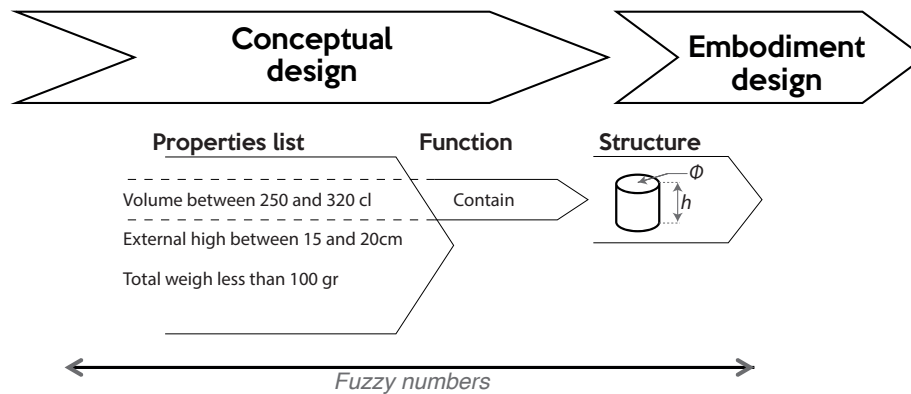 Conceptual
design
Embodiment
design
Properties list
Function
Structure
Volume between 250 and 320 cl
Contain
Φ
h
External high between 15 and 20cm
Total weigh less than 100 gr
Fuzzy numbers